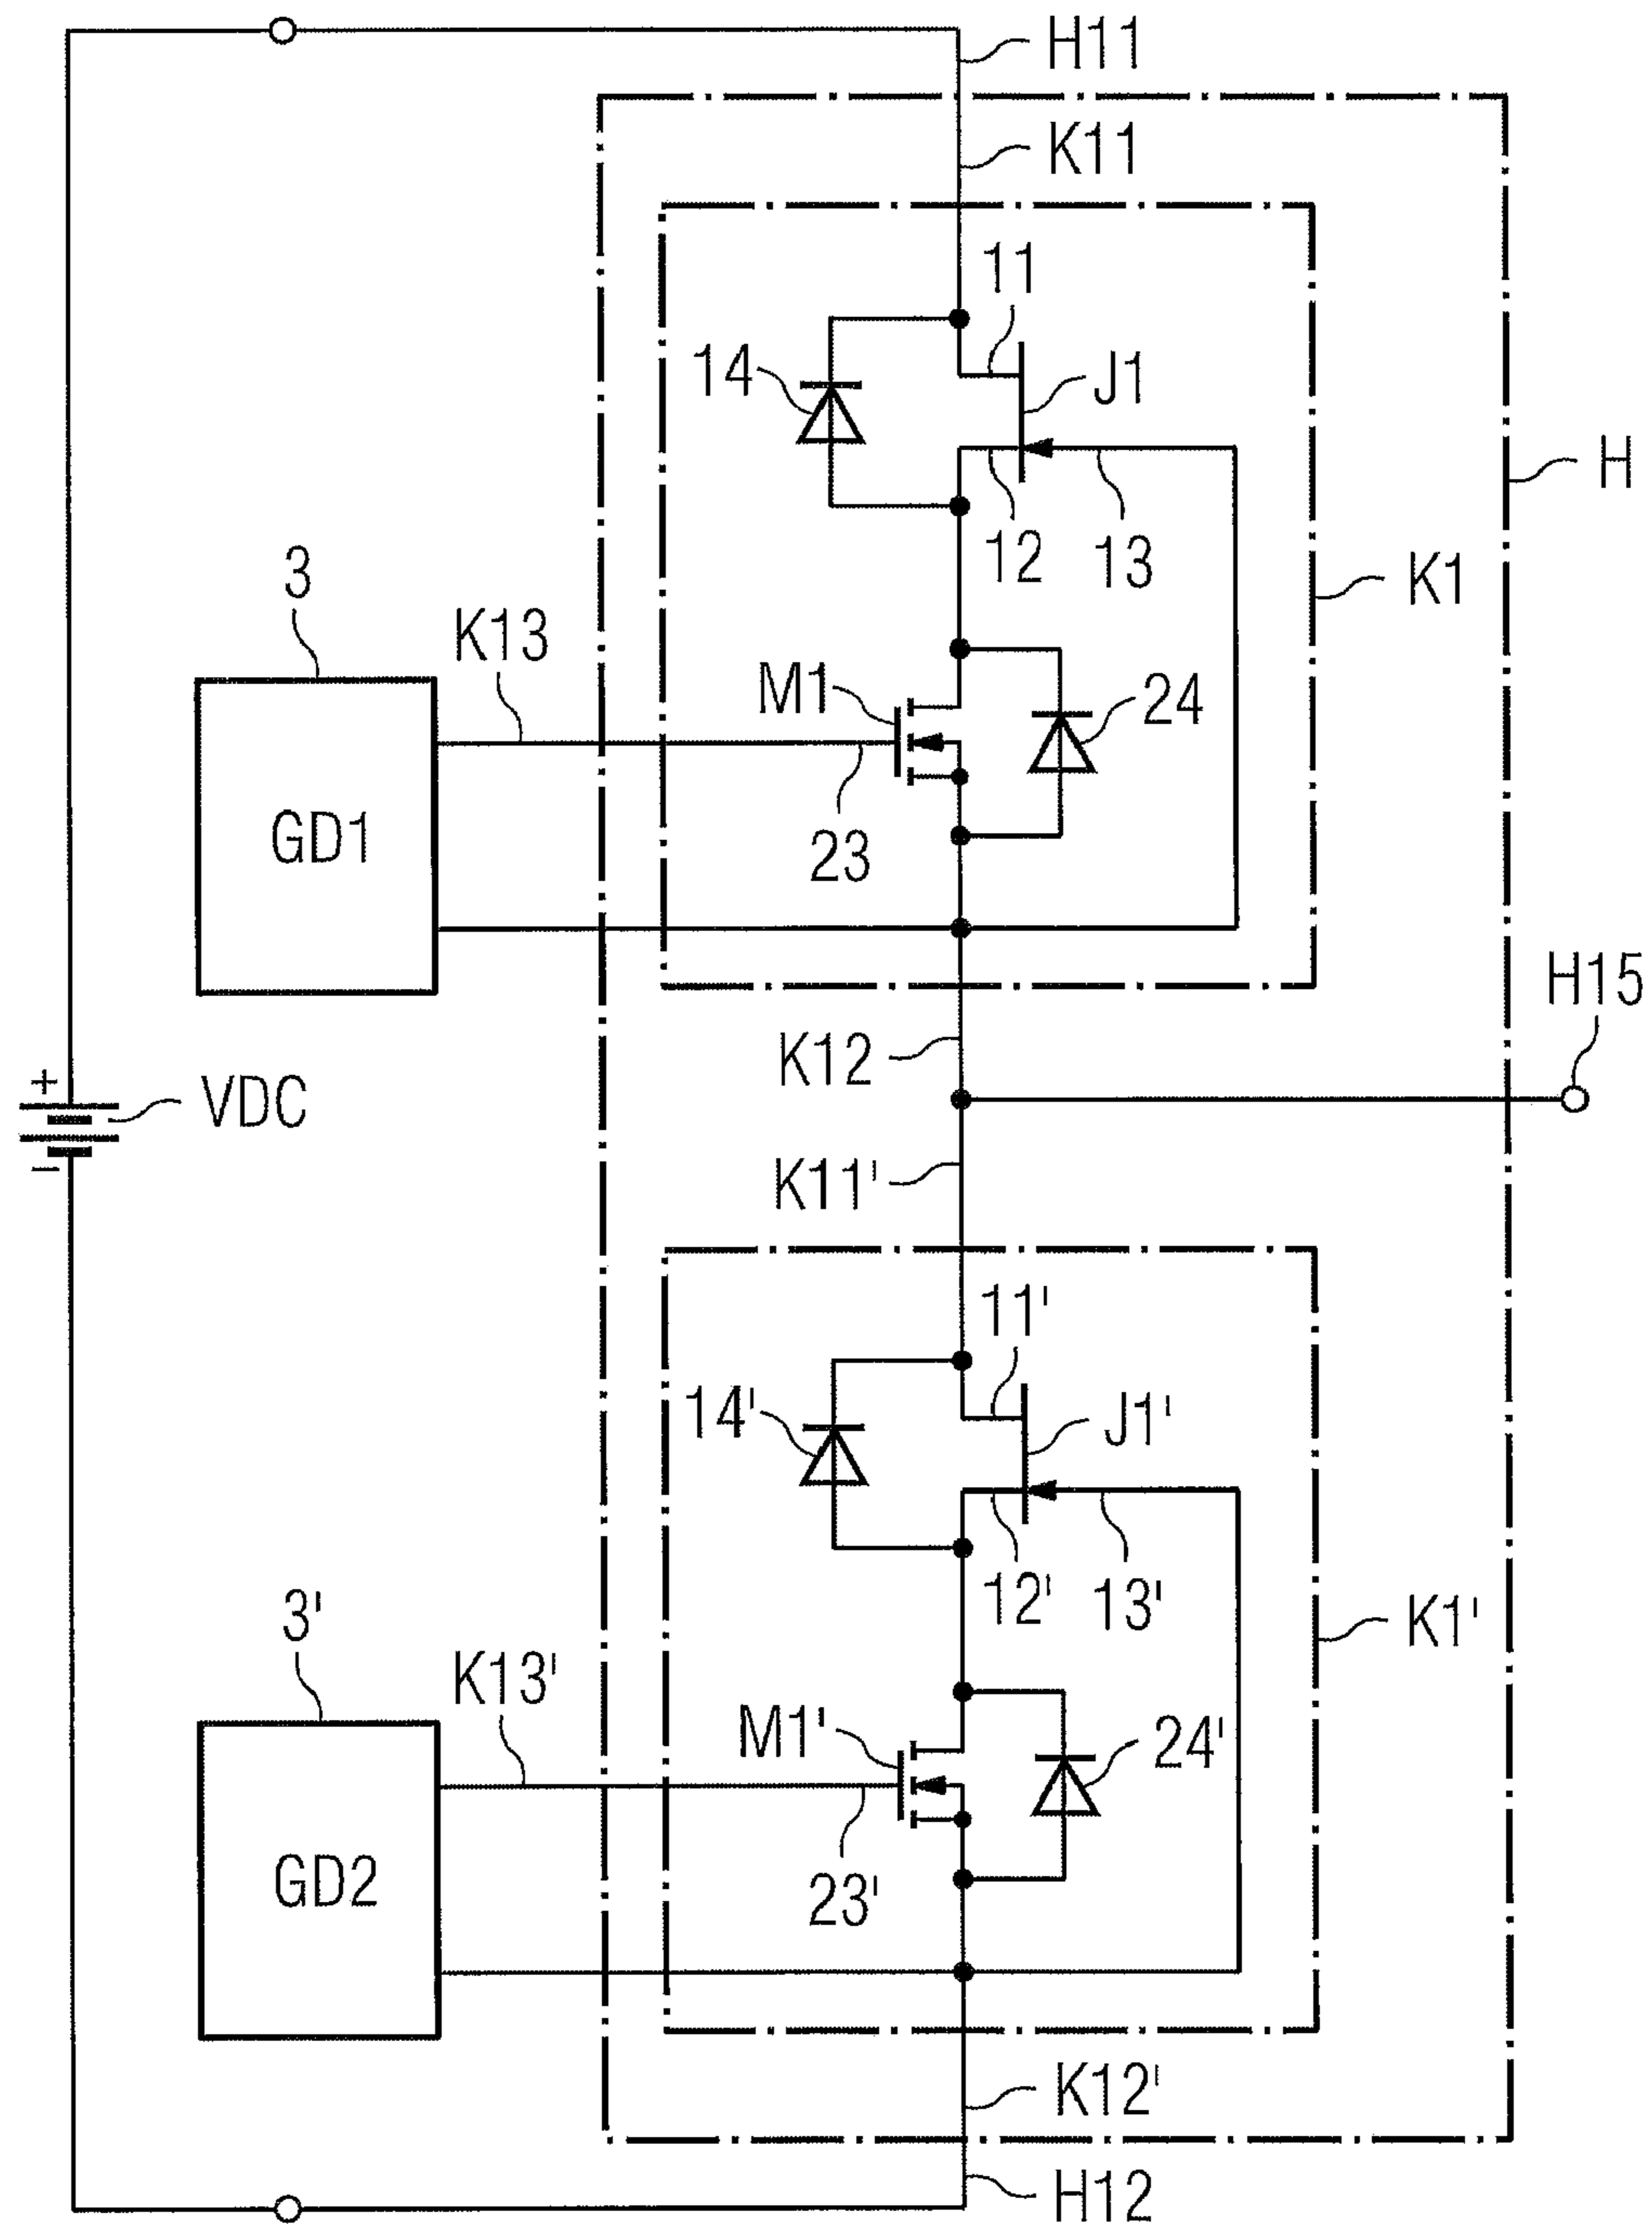 H11
K11
11
14
J1
H
12
13
K1
3
K13
M1
24
23
GD1
H15
K12
+
VDC
−
K11'
11'
14'
J1'
12'
13'
K1'
3'
K13'
M1'
24'
23'
GD2
K12'
H12